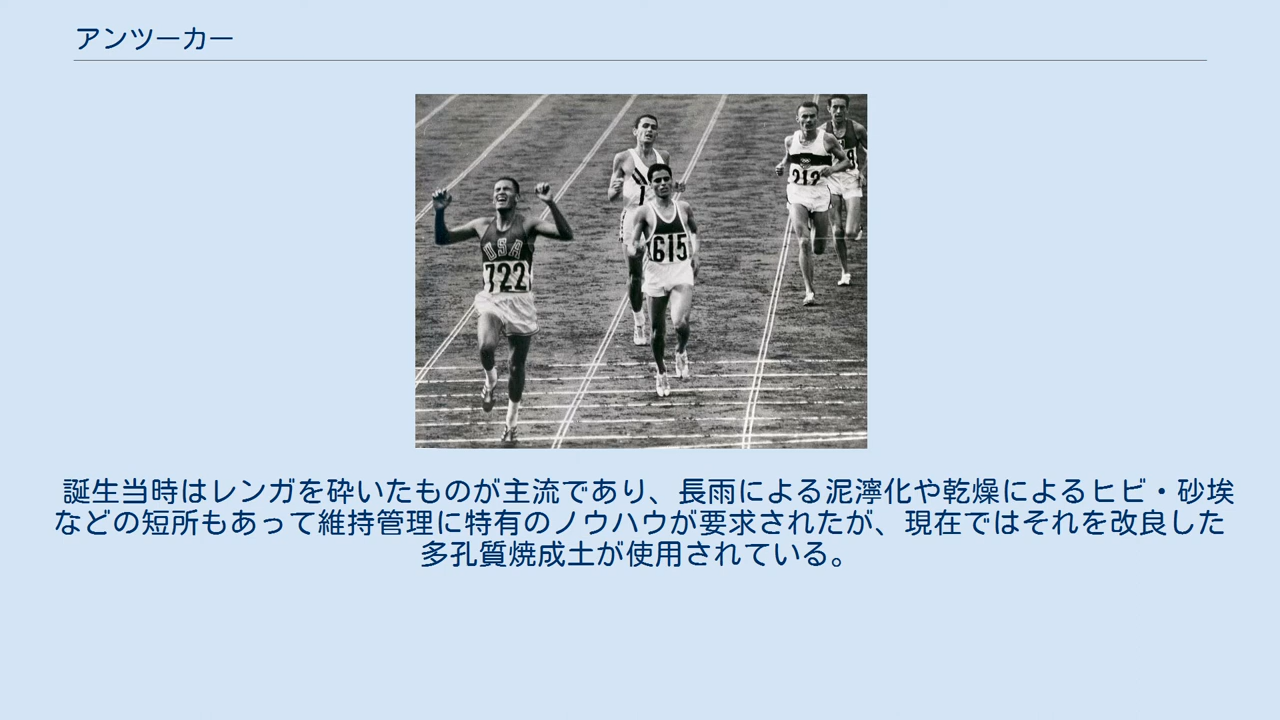 アンツーカー
USA
722
615
212
誕生当時はレンガを砕いたものが主流であり、長雨による泥濘化や乾燥によるヒビ・砂埃
などの短所もあって維持管理に特有のノウハウが要求されたが、現在ではそれを改良した
多孔質焼成土が使用されている。